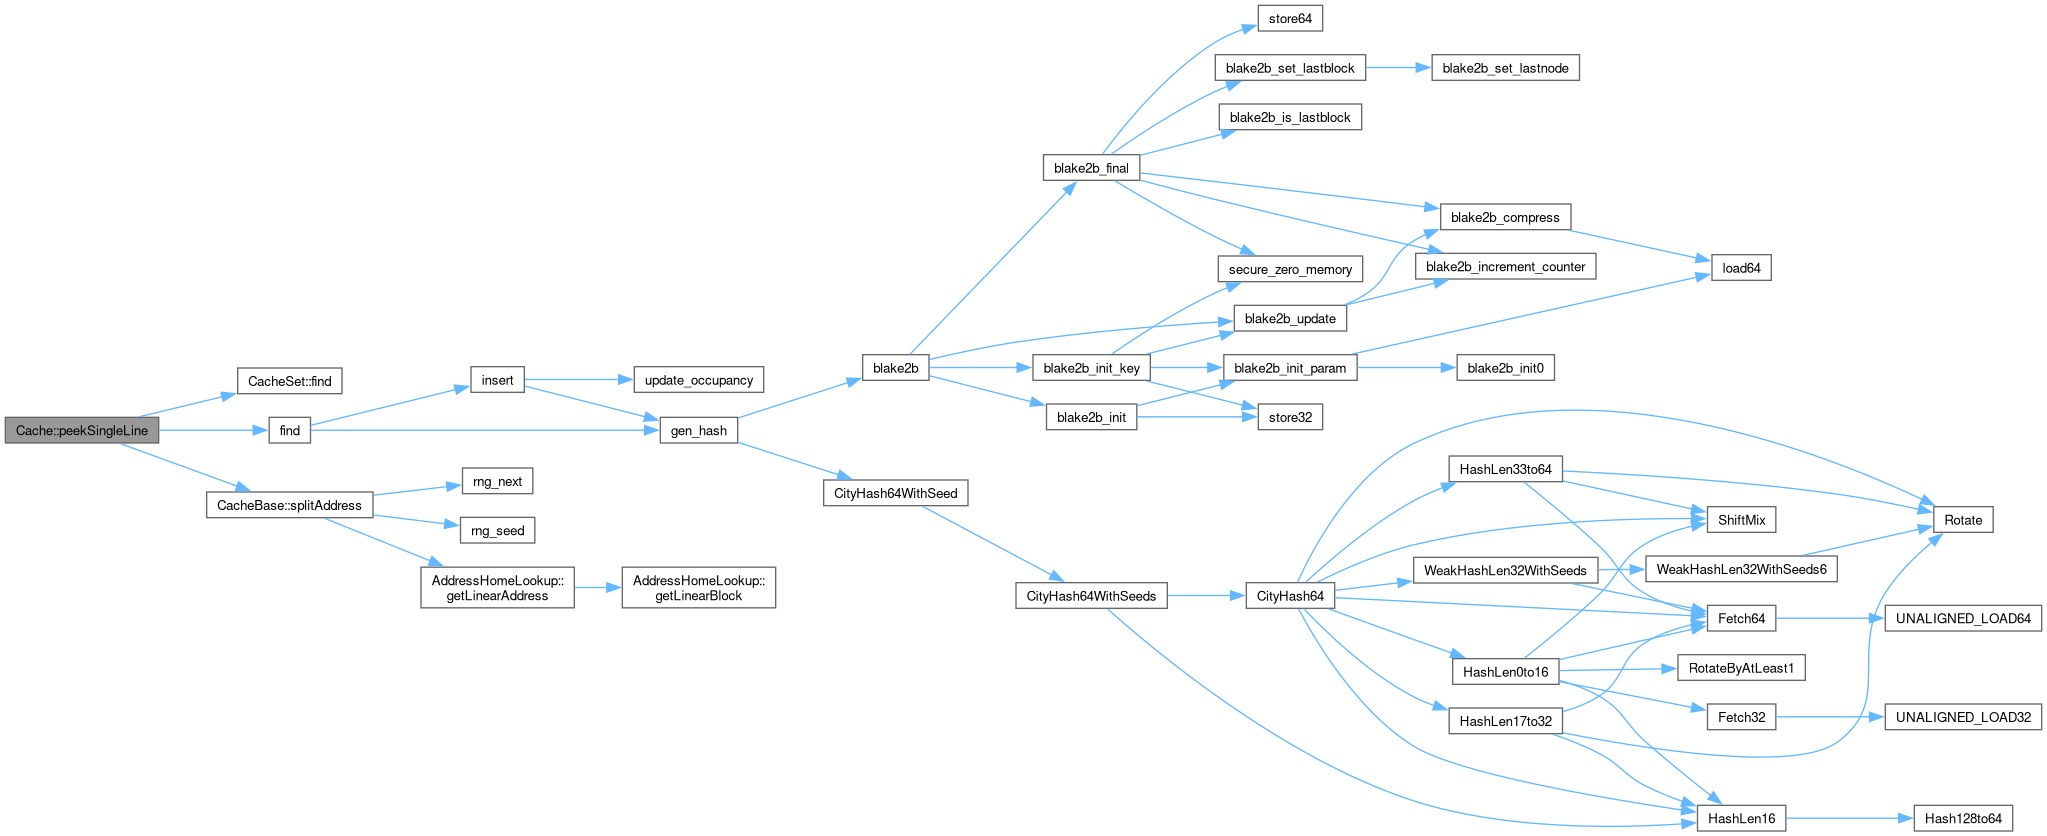 Cache::peekSingleLine
CacheSet::find
find
CacheBase::splitAddress
insert
rng_next
rng_seed
AddressHomeLookup::
getLinearAddress
update_occupancy
gen_hash
AddressHomeLookup::
getLinearBlock
blake2b
CityHash64WithSeed
blake2b_final
blake2b_init_key
blake2b_init
CityHash64WithSeeds
store64
blake2b_set_lastblock
blake2b_is_lastblock
secure_zero_memory
blake2b_update
blake2b_init_param
store32
CityHash64
blake2b_set_lastnode
blake2b_compress
blake2b_increment_counter
blake2b_init0
HashLen33to64
WeakHashLen32WithSeeds
HashLen0to16
HashLen17to32
load64
ShiftMix
WeakHashLen32WithSeeds6
Fetch64
RotateByAtLeast1
Fetch32
HashLen16
Rotate
UNALIGNED_LOAD64
UNALIGNED_LOAD32
Hash128to64